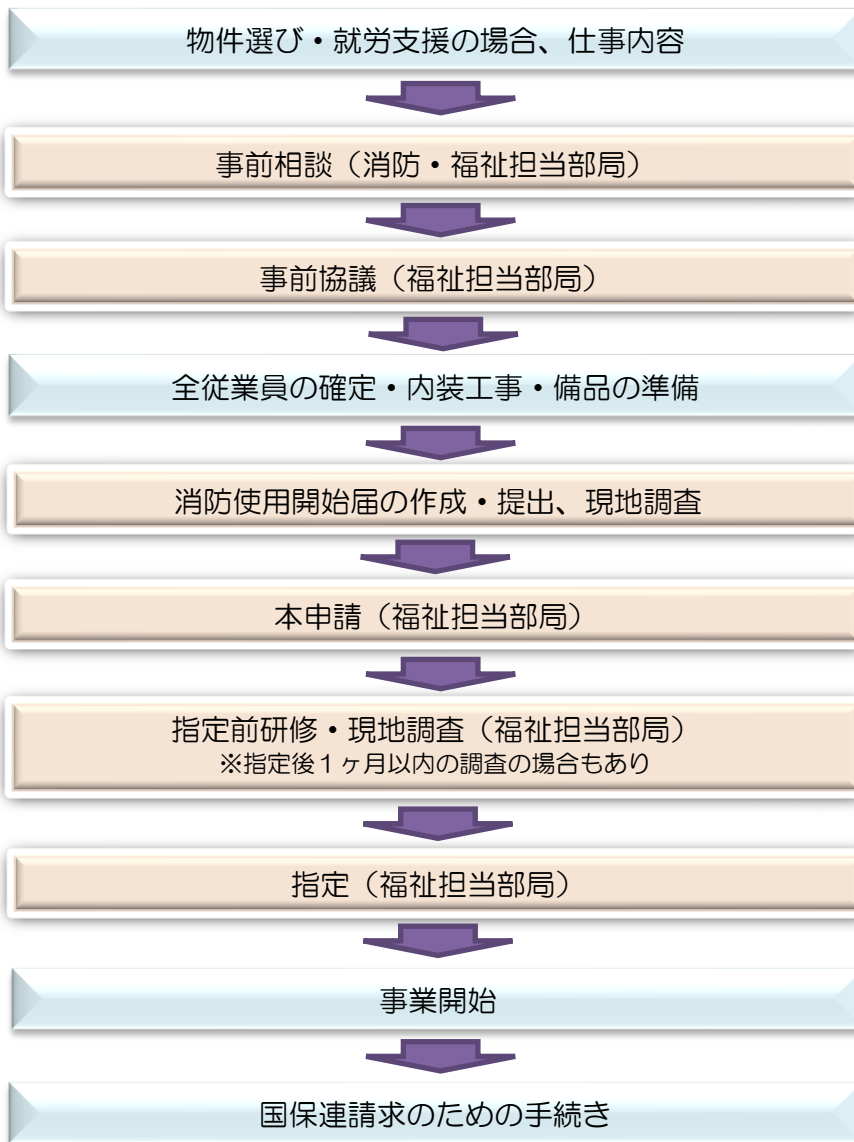 物件選び・就労支援の場合、仕事内容
事前相談（消防・福祉担当部局）
事前協議（福祉担当部局）
全従業員の確定・内装工事・備品の準備
消防使用開始届の作成・提出、現地調査
本申請（福祉担当部局）
指定前研修・現地調査（福祉担当部局）
※指定後１ヶ月以内の調査の場合もあり
指定（福祉担当部局）
事業開始
国保連請求のための手続き